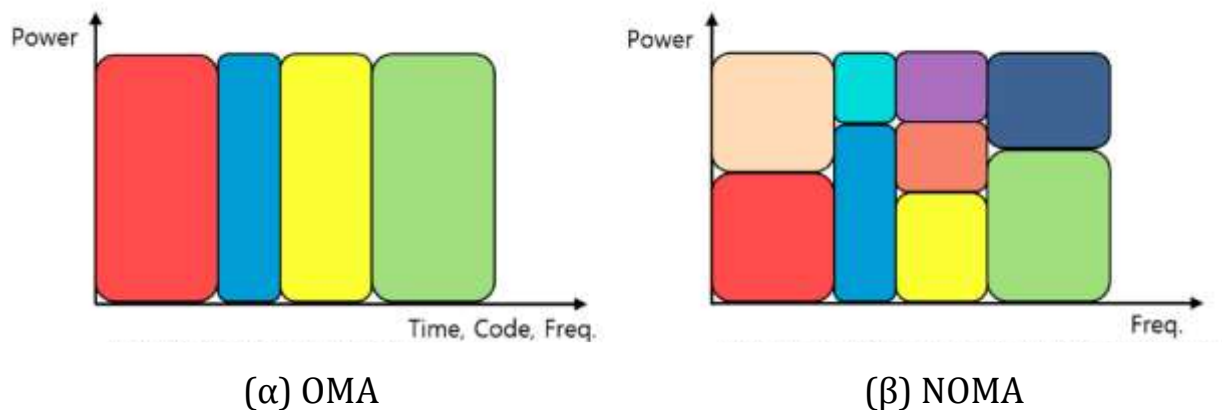 Power
Time, Code, Freq.
(α) OMA
Power
Freq.
(β) NOMA